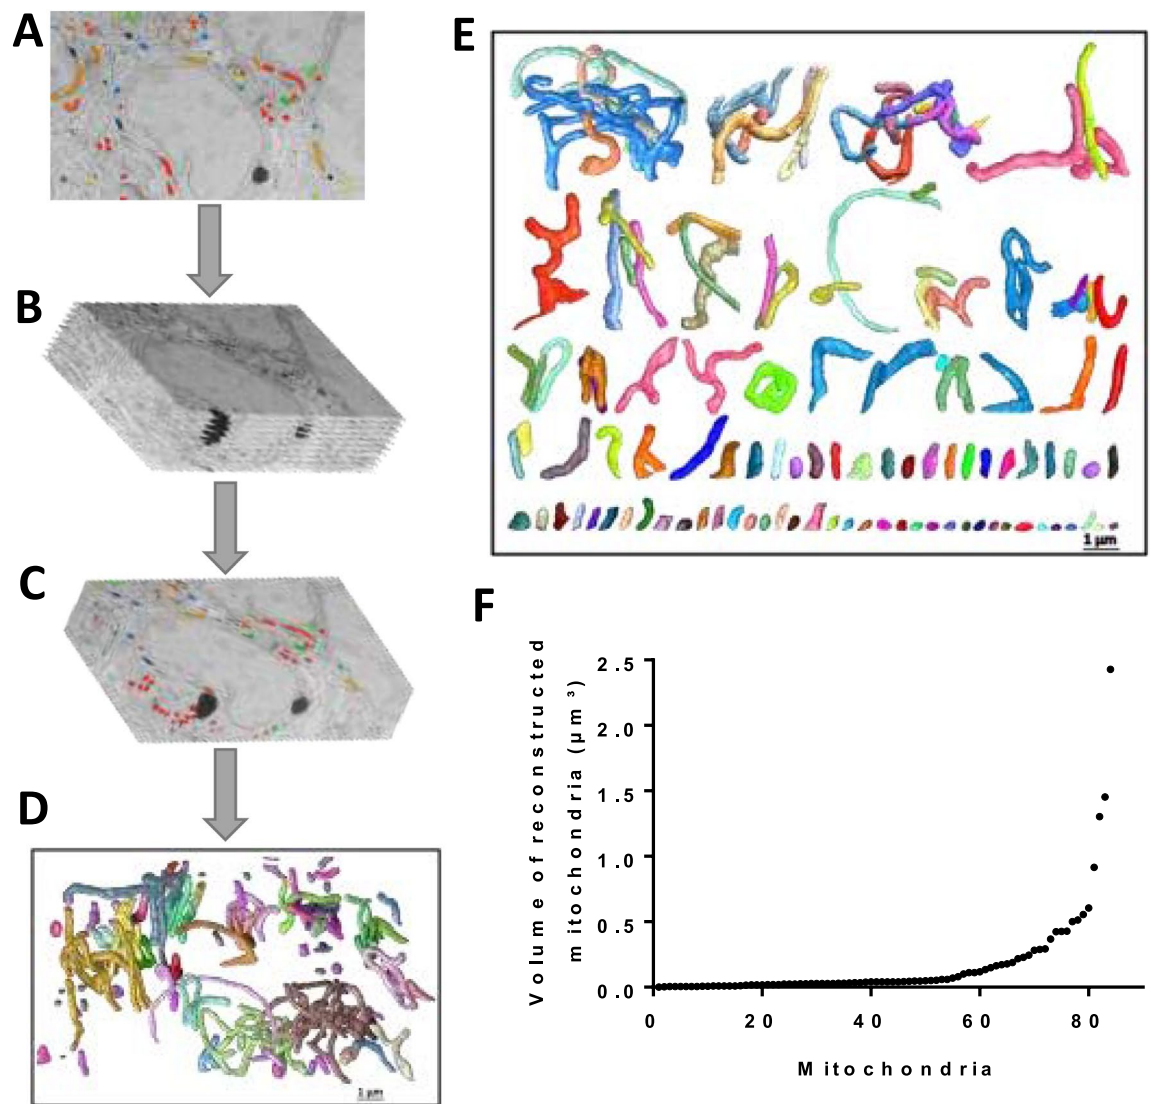 A
E
B
C
D
1 µm
1 µm
F
Volume of reconstructed
mitochondria (µm³)
2.5
2.0
1.5
1.0
0.5
0.0
0 20 40 60 80
Mitochondria